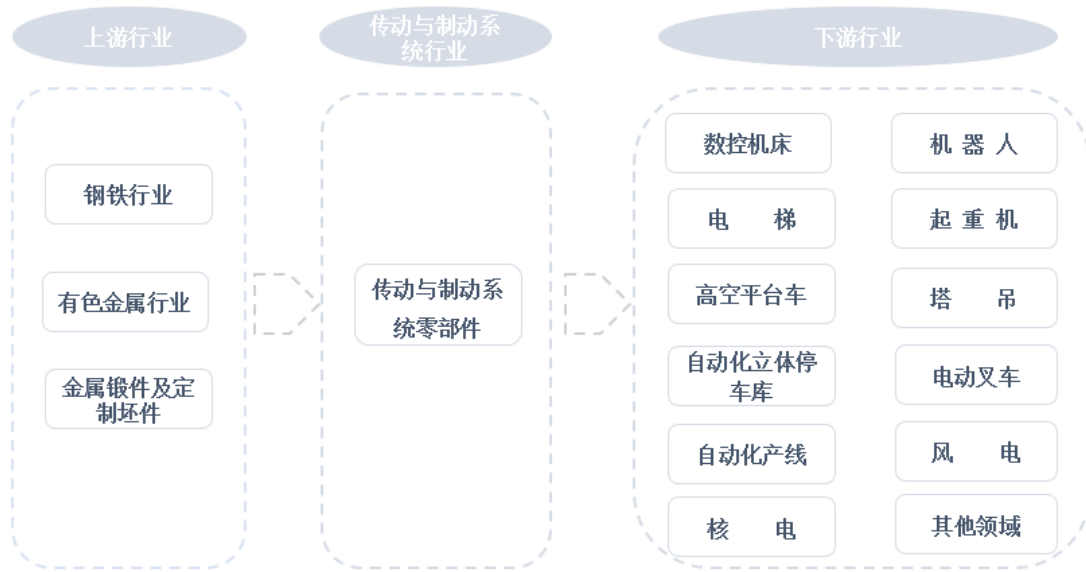 上游行业
传动与制动系
统行业
下游行业
钢铁行业
有色金属行业
金属锻件及定
制坯件
传动与制动系
统零部件
数控机床
机 器 人
电 梯
起 重 机
高空平台车
塔 吊
自动化立体停
车库
电动叉车
自动化产线
风 电
核 电
其他领域